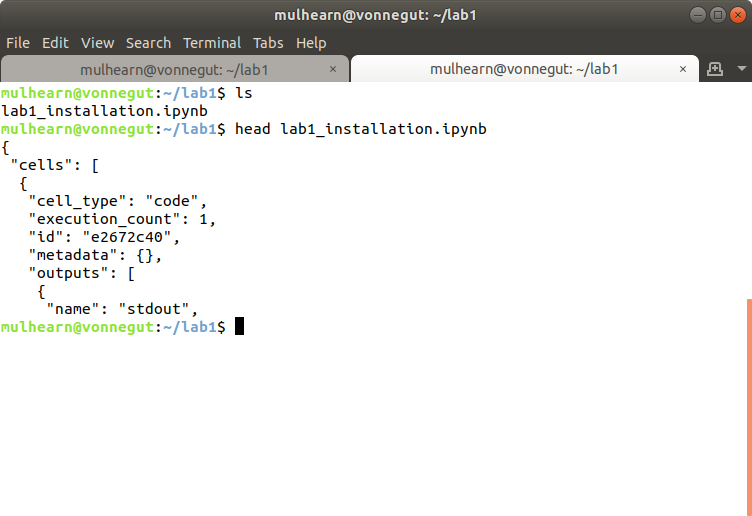 mulhearn@vonnegut: ~/lab1
File Edit View Search Terminal Tabs Help
mulhearn@vonnegut: ~/lab1 × mulhearn@vonnegut: ~/lab1 ×
mulhearn@vonnegut:~/lab1$ ls
lab1_installation.ipynb
mulhearn@vonnegut:~/lab1$ head lab1_installation.ipynb
{
 "cells": [
  {
   "cell_type": "code",
   "execution_count": 1,
   "id": "e2672c40",
   "metadata": {},
   "outputs": [
    {
     "name": "stdout",
mulhearn@vonnegut:~/lab1$